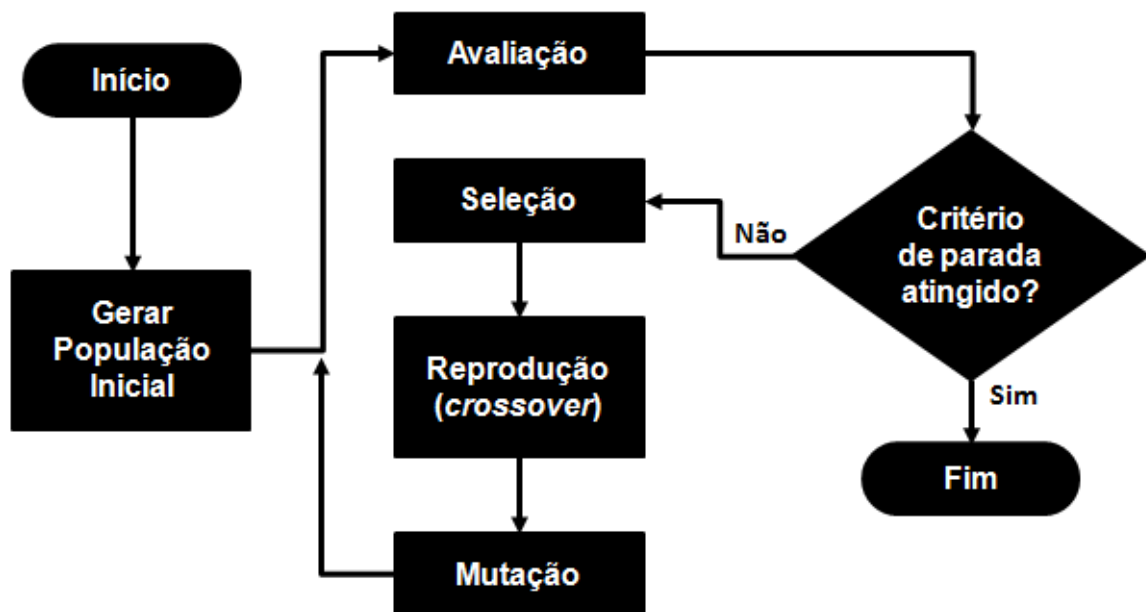 Início
Gerar
População
Inicial
Avaliação
Seleção
Reprodução
(crossover)
Mutação
Critério
de parada
atingido?
Não
Sim
Fim